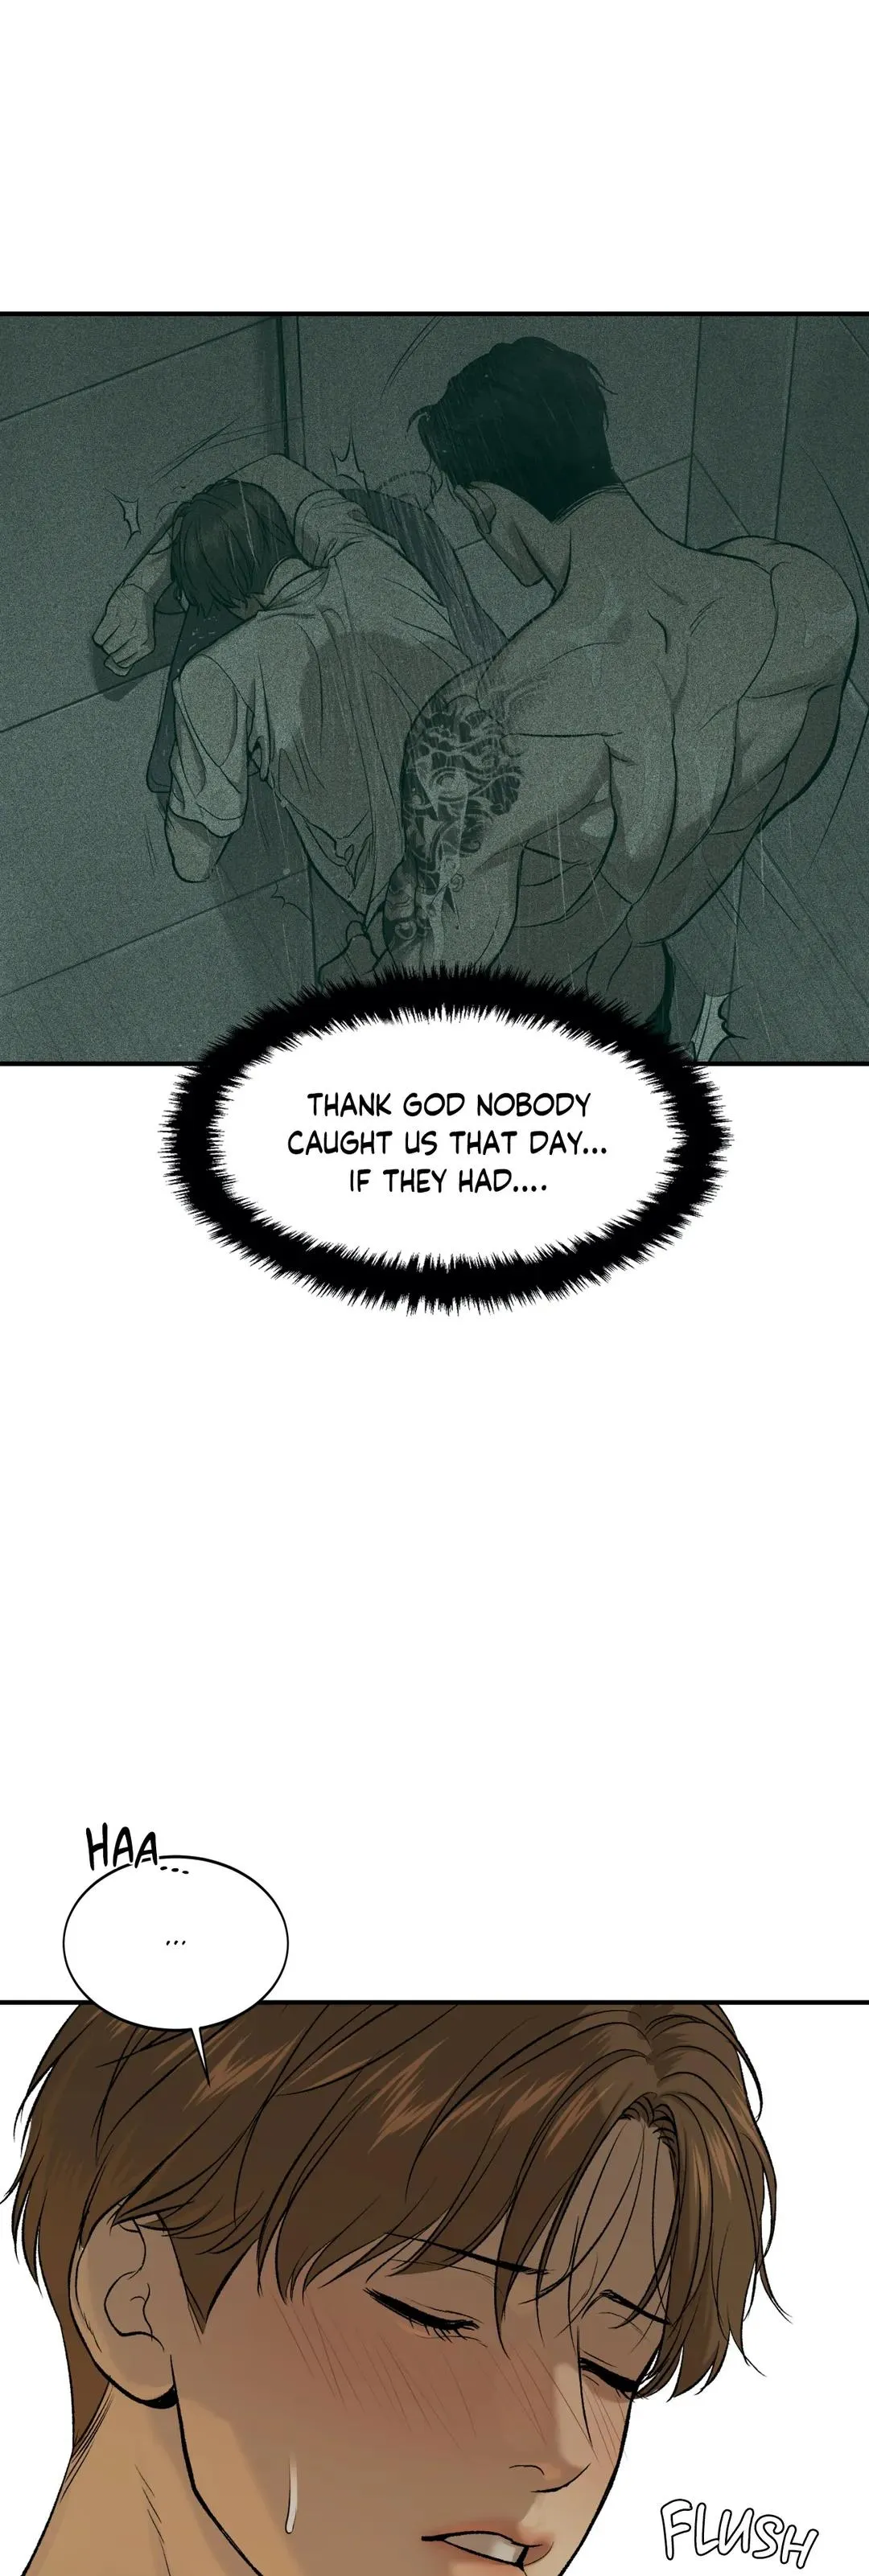 THANK GOD NOBODY
CAUGHT US THAT DAY...
IF THEY HAD....
HAA...
...
FLUSH